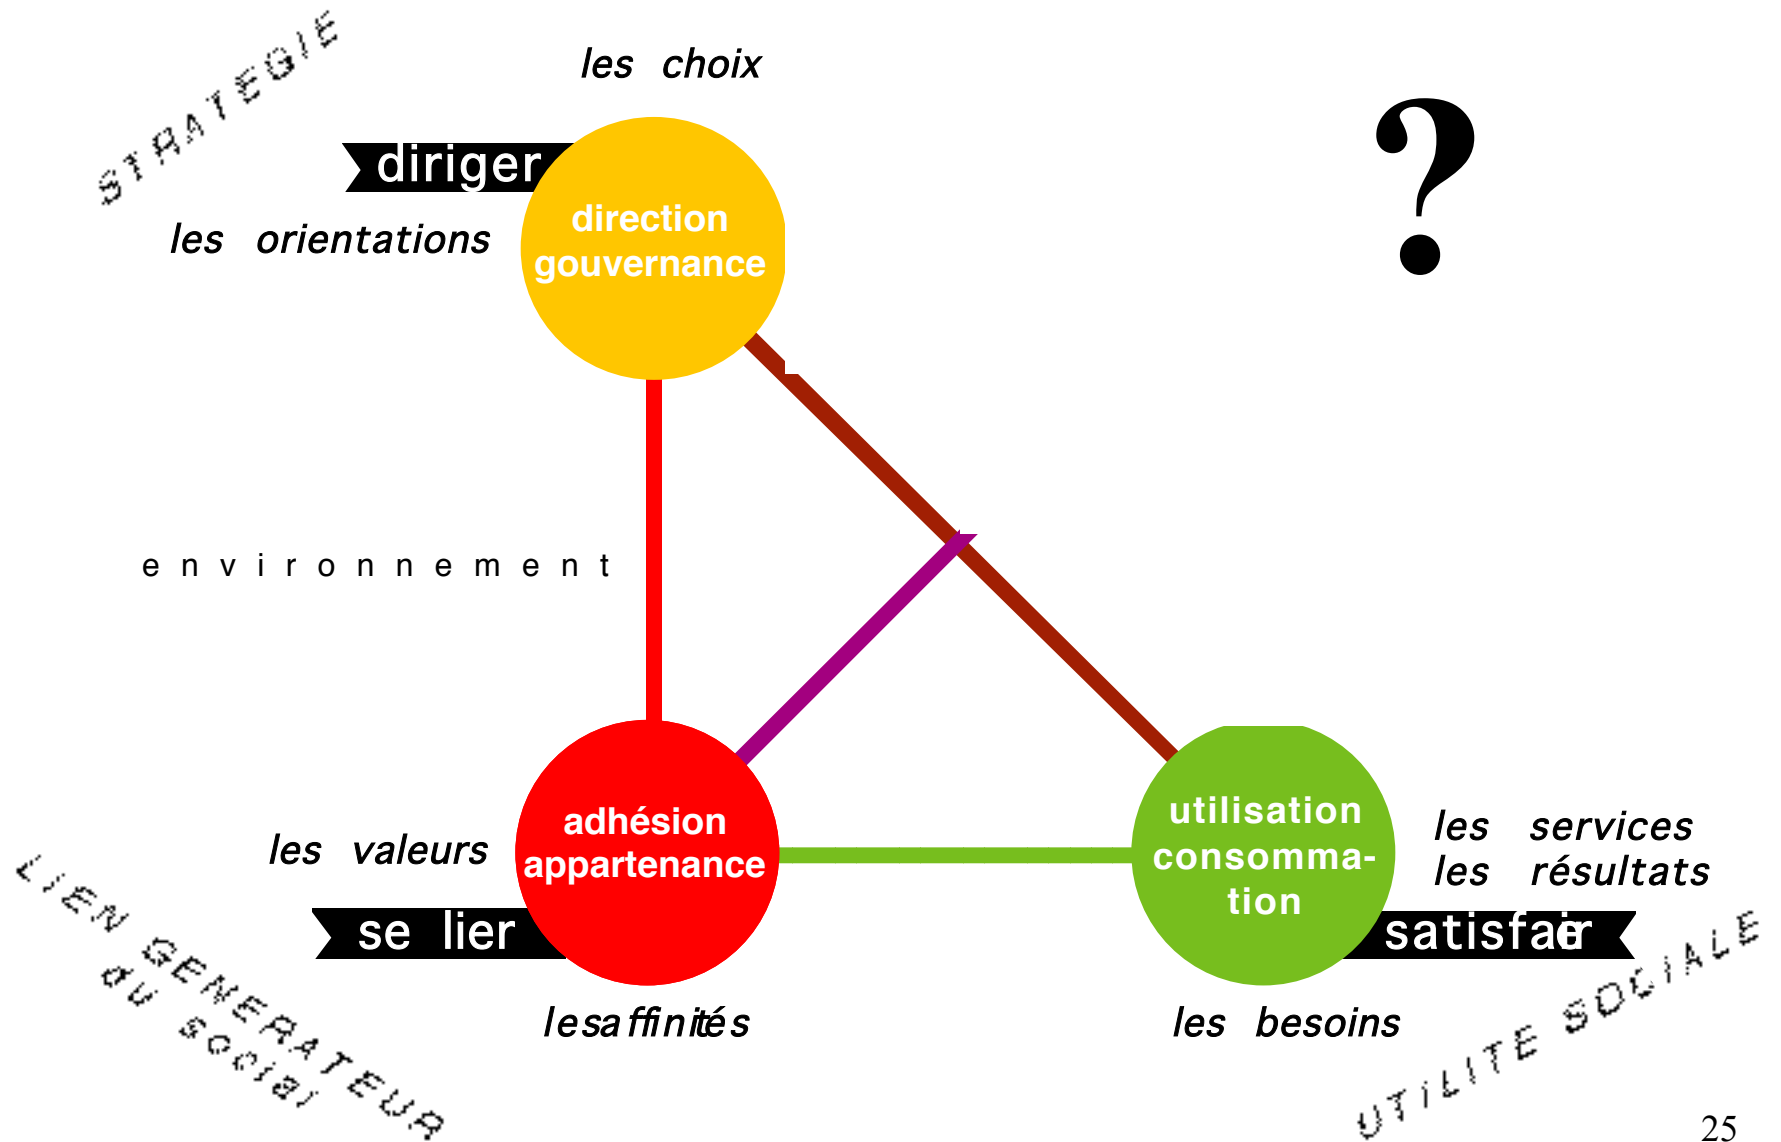 STRATEGIE
les choix
?
diriger
direction
gouvernance
les orientations
environnement
adhésion
appartenance
les valeurs
se lier
les affinités
LiEN GENERATEUR
du social
utilisation
consomma-
tion
les services
les résultats
satisfair
les besoins
UTiLITE SOCIALE
25